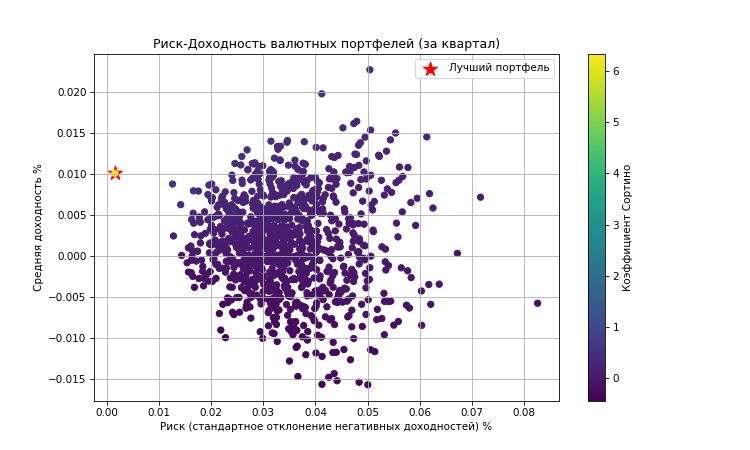 Риск-Доходность валютных портфелей (за квартал)
Лучший портфель
Средняя доходность %
0.020
0.015
0.010
0.005
0.000
−0.005
−0.010
−0.015
0.00 0.01 0.02 0.03 0.04 0.05 0.06 0.07 0.08
Риск (стандартное отклонение негативных доходностей) %
6
5
4
3
2
1
0
Коэффициент Сортино